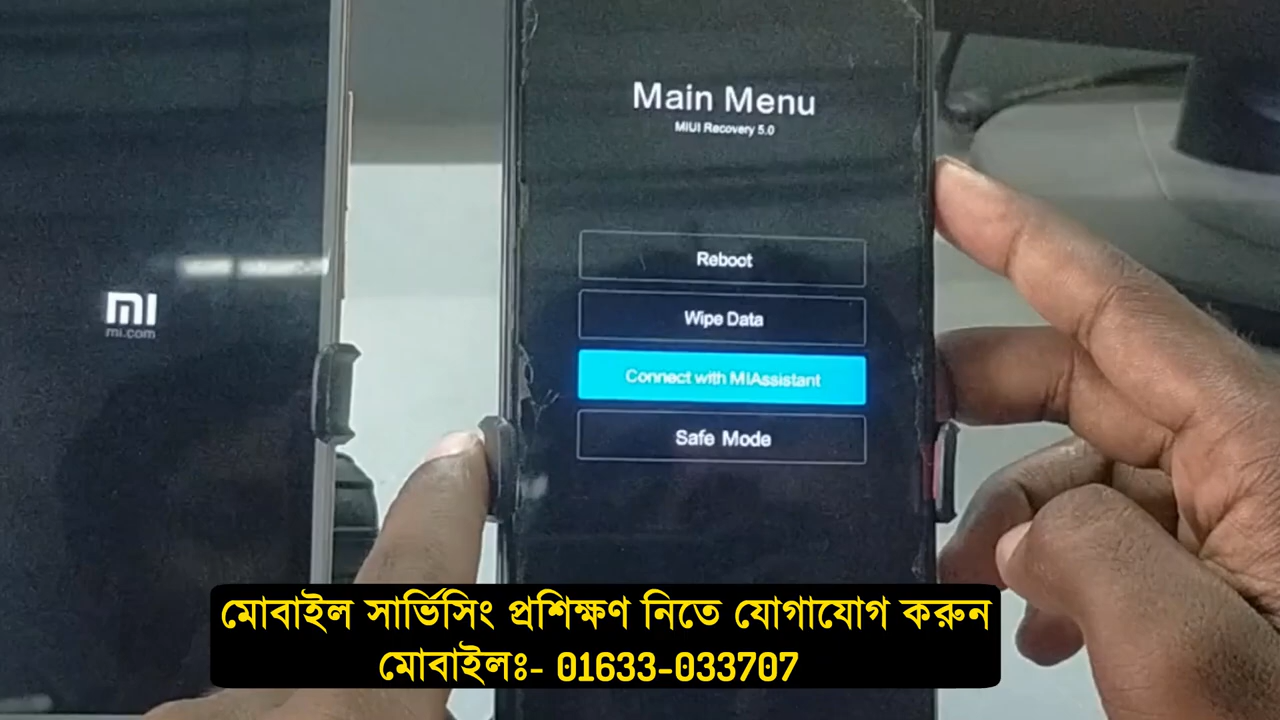 mi
mi.com
Main Menu
MIUI Recovery 5.0
Reboot
Wipe Data
Connect with MIAssistant
Safe Mode
মোবাইল সার্ভিসিং প্রশিক্ষণ নিতে যোগাযোগ করুন
মোবাইলঃ- 01633-033707